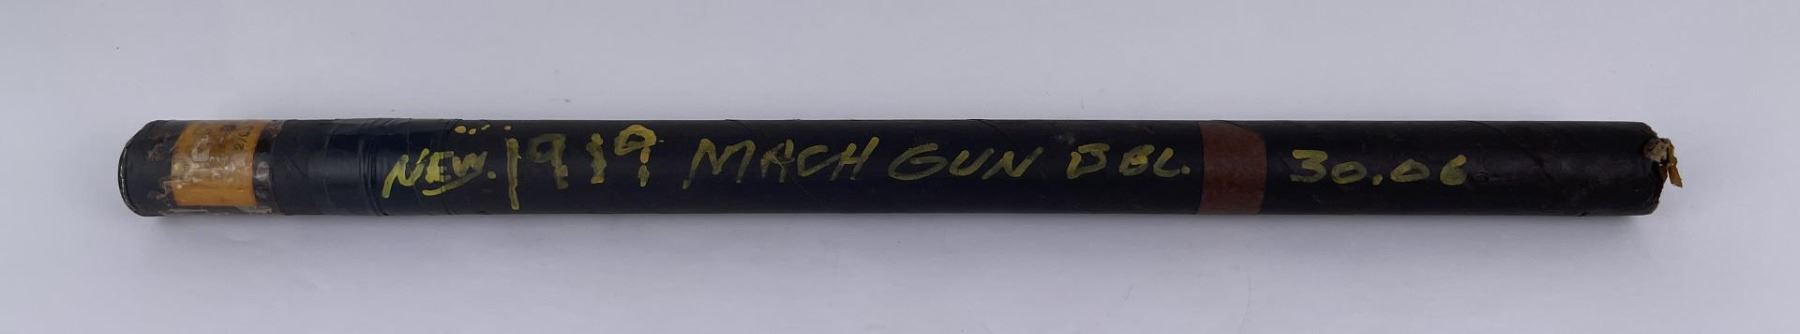 NEW. 1919 MACH GUN BBL. 30.06